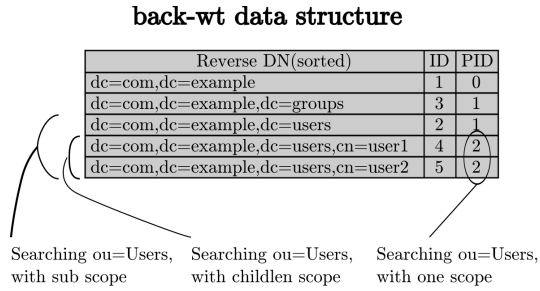 back-wt data structure
Reverse DN(sorted) ID PID
dc=com,dc=example 1 0
dc=com,dc=example,dc=groups 3 1
dc=com,dc=example,dc=users 2 1
dc=com,dc=example,dc=users,cn=user1 4 2
dc=com,dc=example,dc=users,cn=user2 5 2
Searching ou=Users,
with sub scope
Searching ou=Users,
with childlen scope
Searching ou=Users,
with one scope